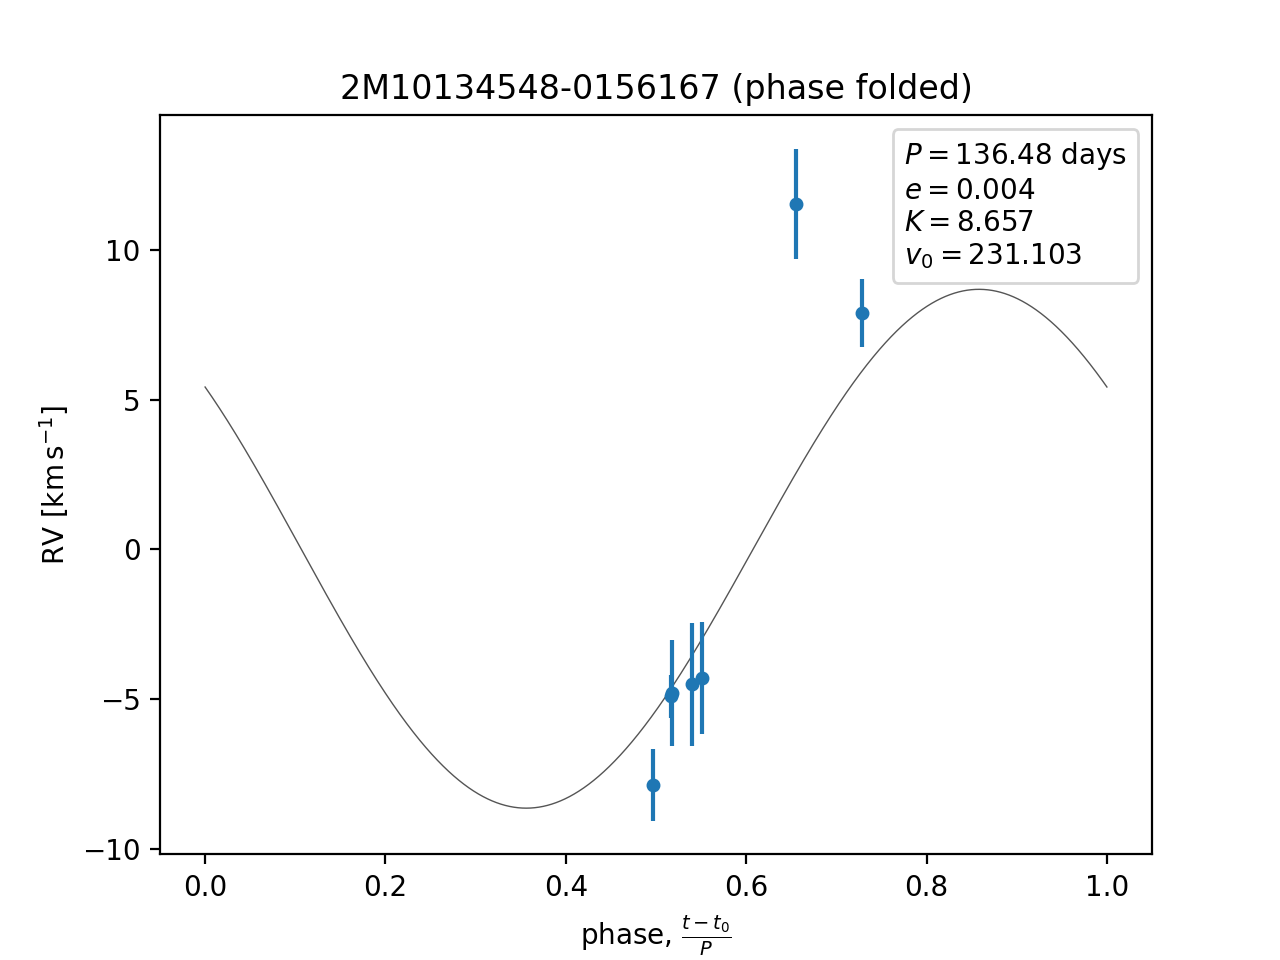 2M10134548-0156167 (phase folded)
P = 136.48 days
e = 0.004
K = 8.657
v₀ = 231.103
RV [km s⁻¹]
10
5
0
−5
−10
0.0 0.2 0.4 0.6 0.8 1.0
phase, (t − t₀)/P